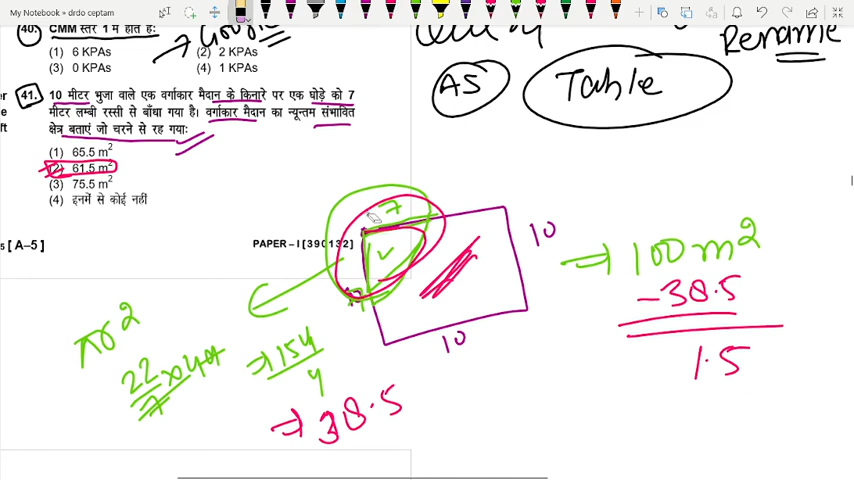 My Notebook » drdo ceptam
40. CMM स्तर 1 में होते हैं:
(1) 6 KPAs (2) 2 KPAs
(3) 0 KPAs (4) 1 KPAs
Rename
AS
Table
41. 10 मीटर भुजा वाले एक वर्गाकार मैदान के किनारे पर एक घोड़े को 7
मीटर लम्बी रस्सी से बाँधा गया है। वर्गाकार मैदान का न्यूनतम संभावित
क्षेत्र बताएं जो चरने से रह गया:
(1) 65.5 m²
(2) 61.5 m²
(3) 75.5 m²
(4) इनमें से कोई नहीं
5 [A–5] PAPER – I [390132]
7
10
10
⇒ 100 m²
−38.5
1.5
πr²
22/7 ×
⇒ 154/4
⇒ 38.5